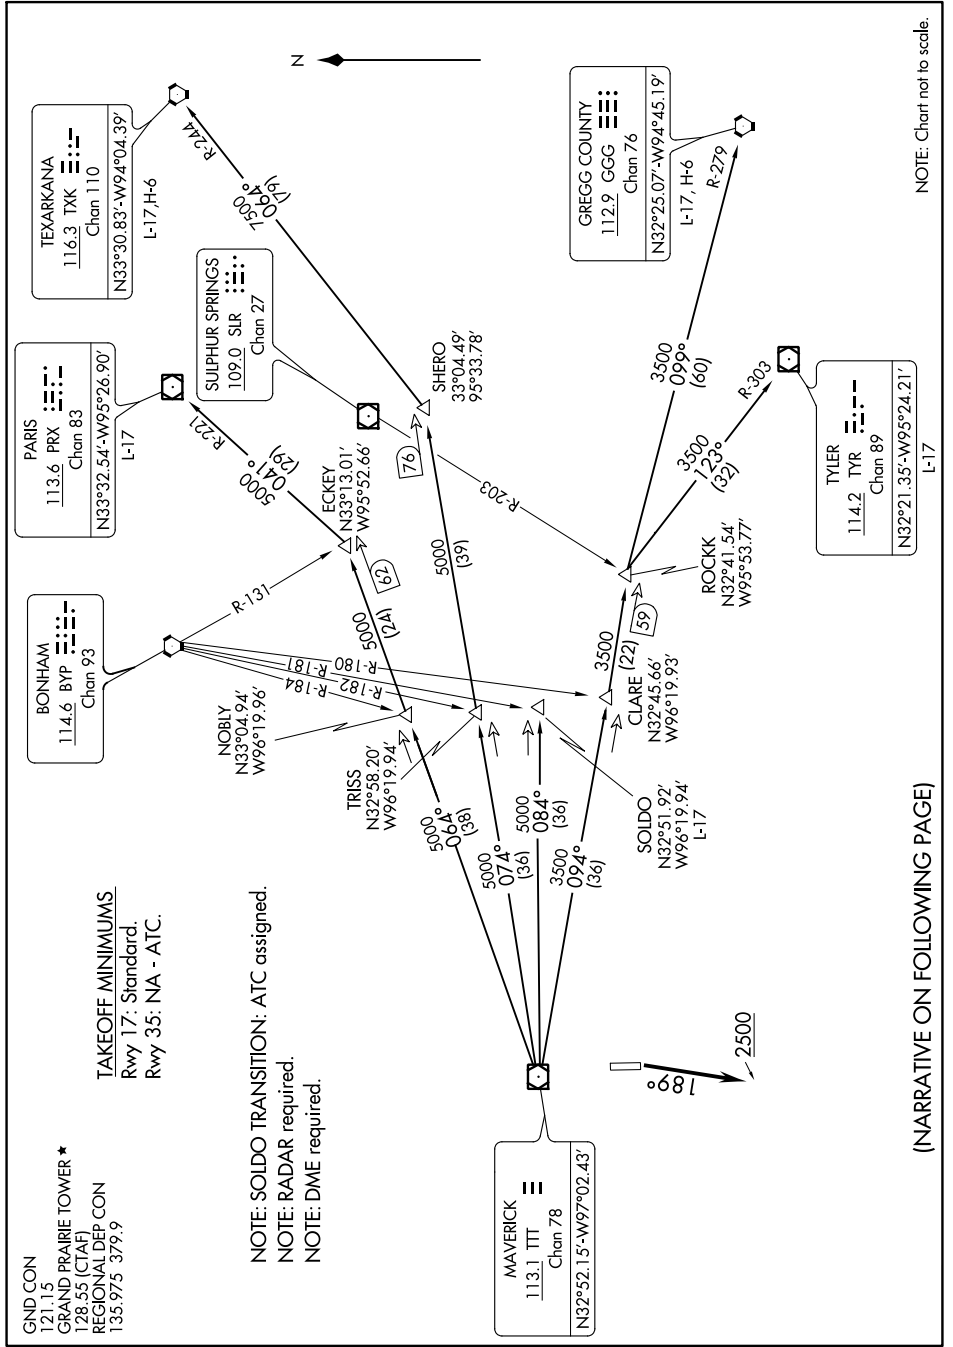 GND CON
121.15
GRAND PRAIRIE TOWER ★
128.55 (CTAF)
REGIONAL DEP CON
135.975 379.9
TAKEOFF MINIMUMS
Rwy 17: Standard.
Rwy 35: NA - ATC.
NOTE: SOLDO TRANSITION: ATC assigned.
NOTE: RADAR required.
NOTE: DME required.
BONHAM
114.6 BYP
Chan 93
PARIS
113.6 PRX
Chan 83
N33°32.54'-W95°26.90'
L-17
TEXARKANA
116.3 TXK
Chan 110
N33°30.83'-W94°04.39'
L-17,H-6
SULPHUR SPRINGS
109.0 SLR
Chan 27
N
R-244
7500
064°
(79)
R-221
5000
041°
(29)
R-131
ECKEY
N33°13.01'
W95°52.66'
62
5000
(24)
SHERO
33°04.49'
95°33.78'
76
5000
(39)
R-203
R-184
R-181
R-182
R-180
NOBLY
N33°04.94'
W96°19.96'
TRISS
N32°58.20'
W96°19.94'
5000
064°
(38)
5000
074°
(36)
5000
084°
(36)
3500
094°
(36)
SOLDO
N32°51.92'
W96°19.94'
L-17
CLARE
N32°45.66'
W96°19.93'
3500
(22)
59
ROCKK
N32°41.54'
W95°53.77'
3500
099°
(60)
R-279
3500
123°
(32)
R-303
GREGG COUNTY
112.9 GGG
Chan 76
N32°25.07'-W94°45.19'
L-17, H-6
TYLER
114.2 TYR
Chan 89
N32°21.35'-W95°24.21'
L-17
MAVERICK
113.1 TTT
Chan 78
N32°52.15'-W97°02.43'
189°
2500
(NARRATIVE ON FOLLOWING PAGE)
NOTE: Chart not to scale.